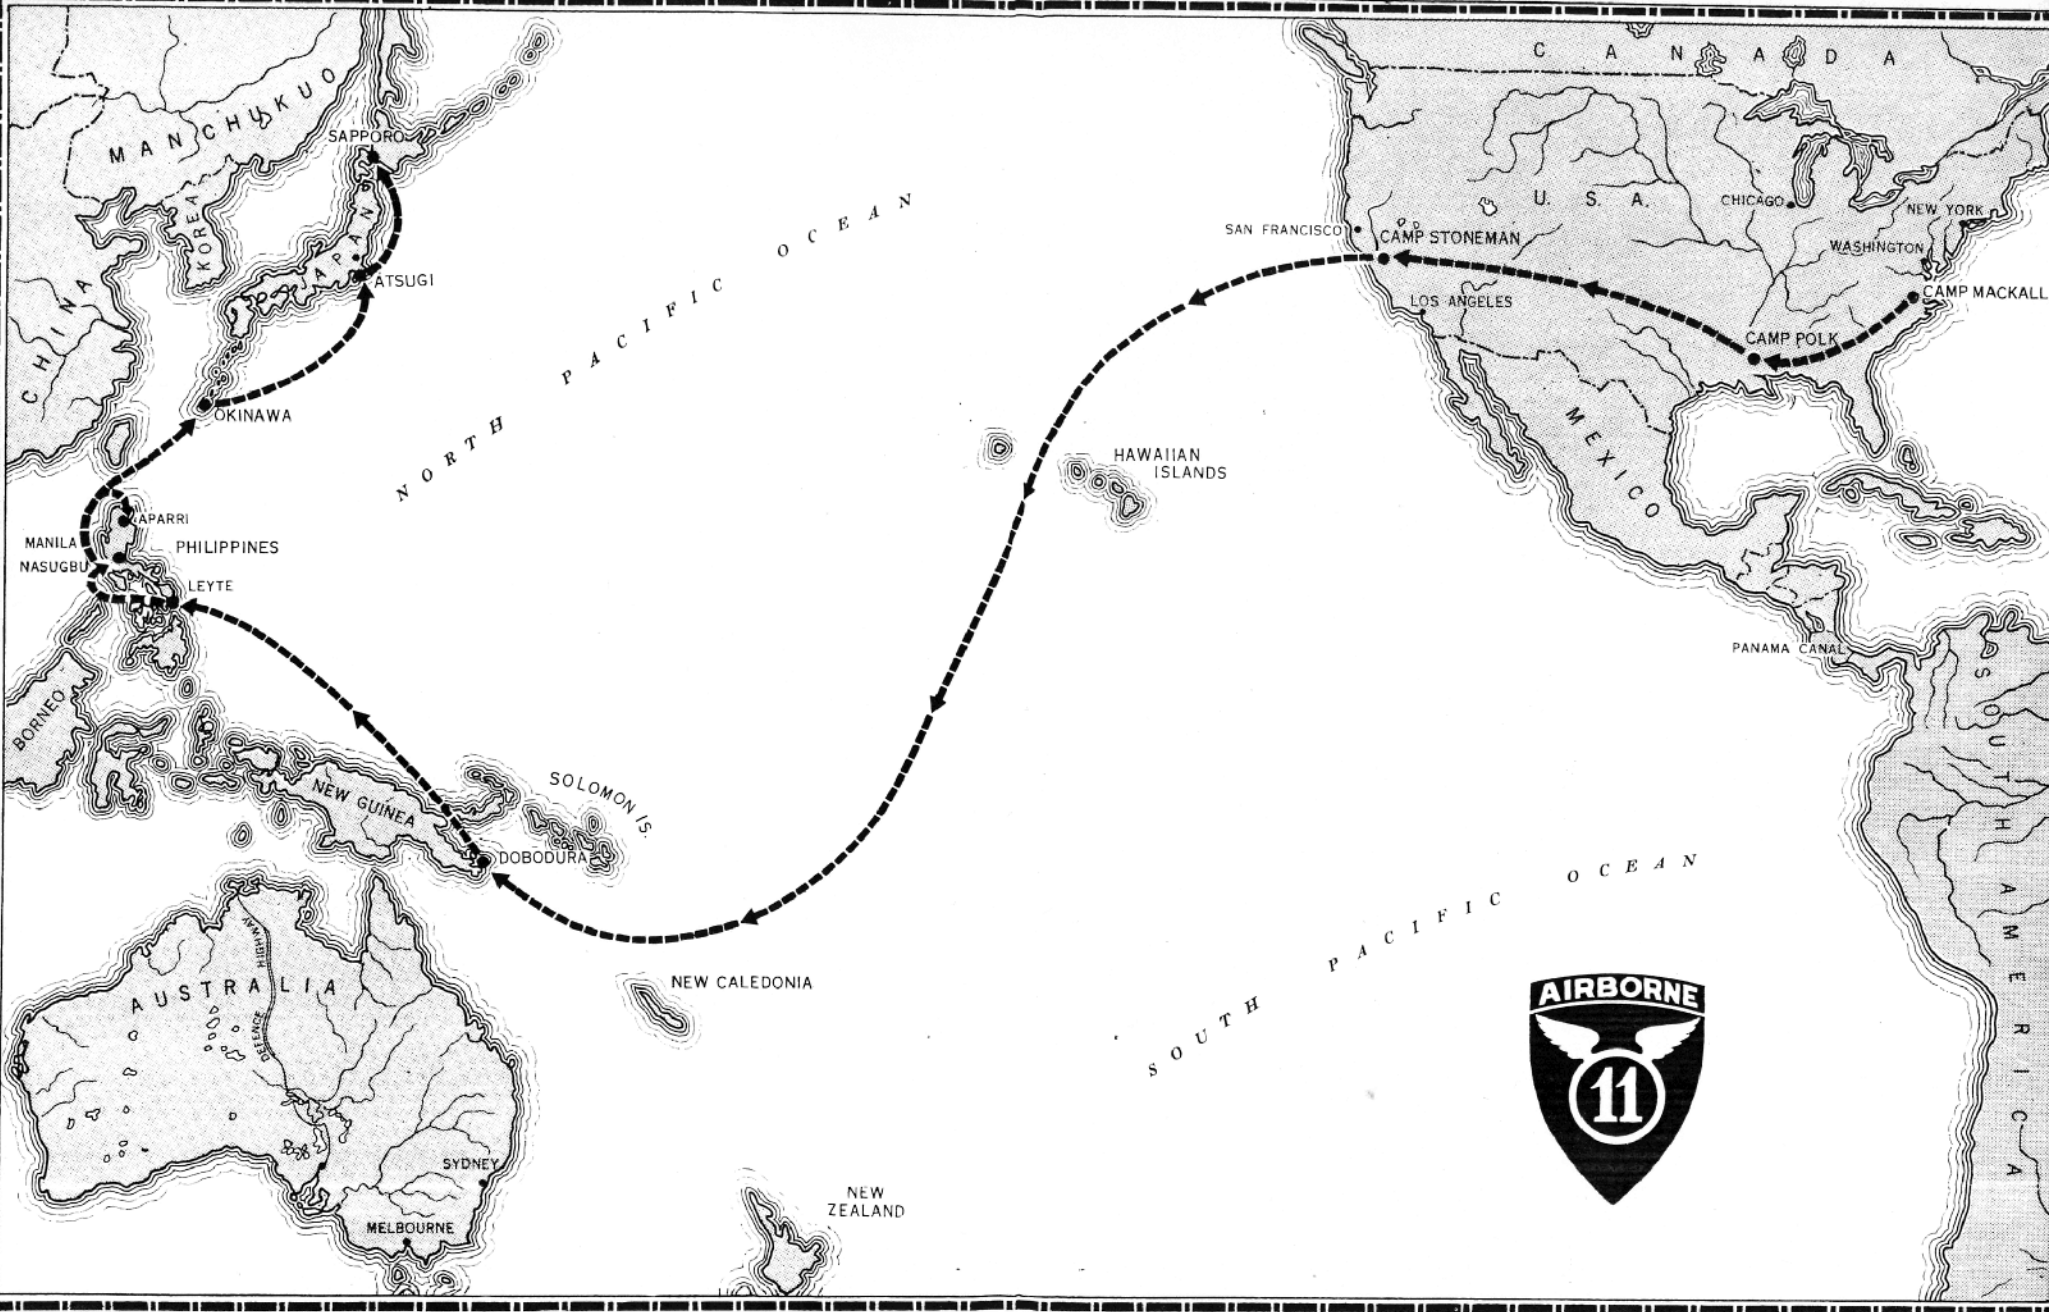 CANADA
MANCHUKUO
SAPPORO
KOREA
JAPAN
ATSUGI
CHINA
OKINAWA
NORTH PACIFIC OCEAN
U. S. A.
CHICAGO
NEW YORK
WASHINGTON
SAN FRANCISCO
CAMP STONEMAN
LOS ANGELES
CAMP MACKALL
CAMP POLK
MEXICO
HAWAIIAN
ISLANDS
APARRI
MANILA
PHILIPPINES
NASUGBU
LEYTE
PANAMA CANAL
BORNEO
NEW GUINEA
SOLOMON IS.
DOBODURA
SOUTH AMERICA
SOUTH PACIFIC OCEAN
AUSTRALIA
DEFENCE HIGHWAY
NEW CALEDONIA
SYDNEY
MELBOURNE
NEW
ZEALAND
AIRBORNE
11